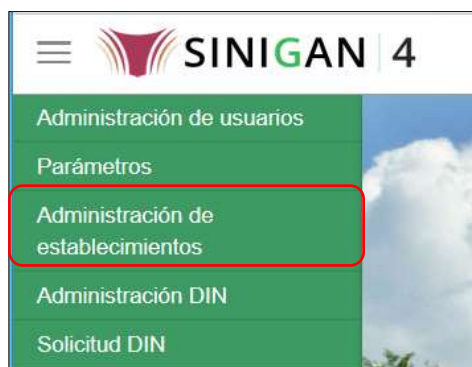 SINIGAN 4
Administración de usuarios
Parámetros
Administración de
establecimientos
Administración DIN
Solicitud DIN